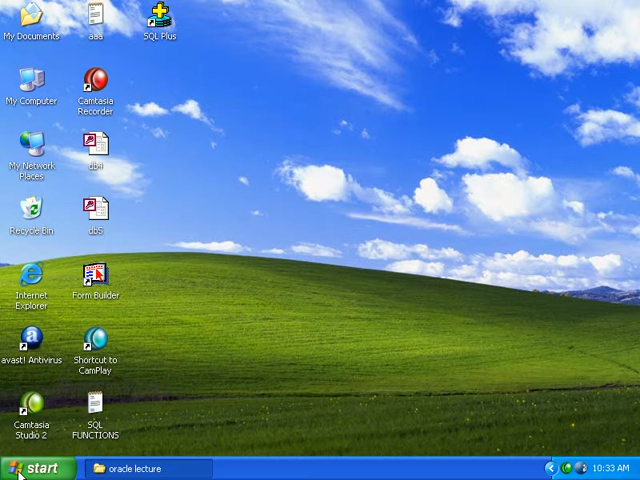 My Documents
aaa
SQL Plus
My Computer
Camtasia
Recorder
My Network
Places
db4
Recycle Bin
db5
Internet
Explorer
Form Builder
avast! Antivirus
Shortcut to
CamPlay
Camtasia
Studio 2
SQL
FUNCTIONS
start
oracle lecture
10:33 AM